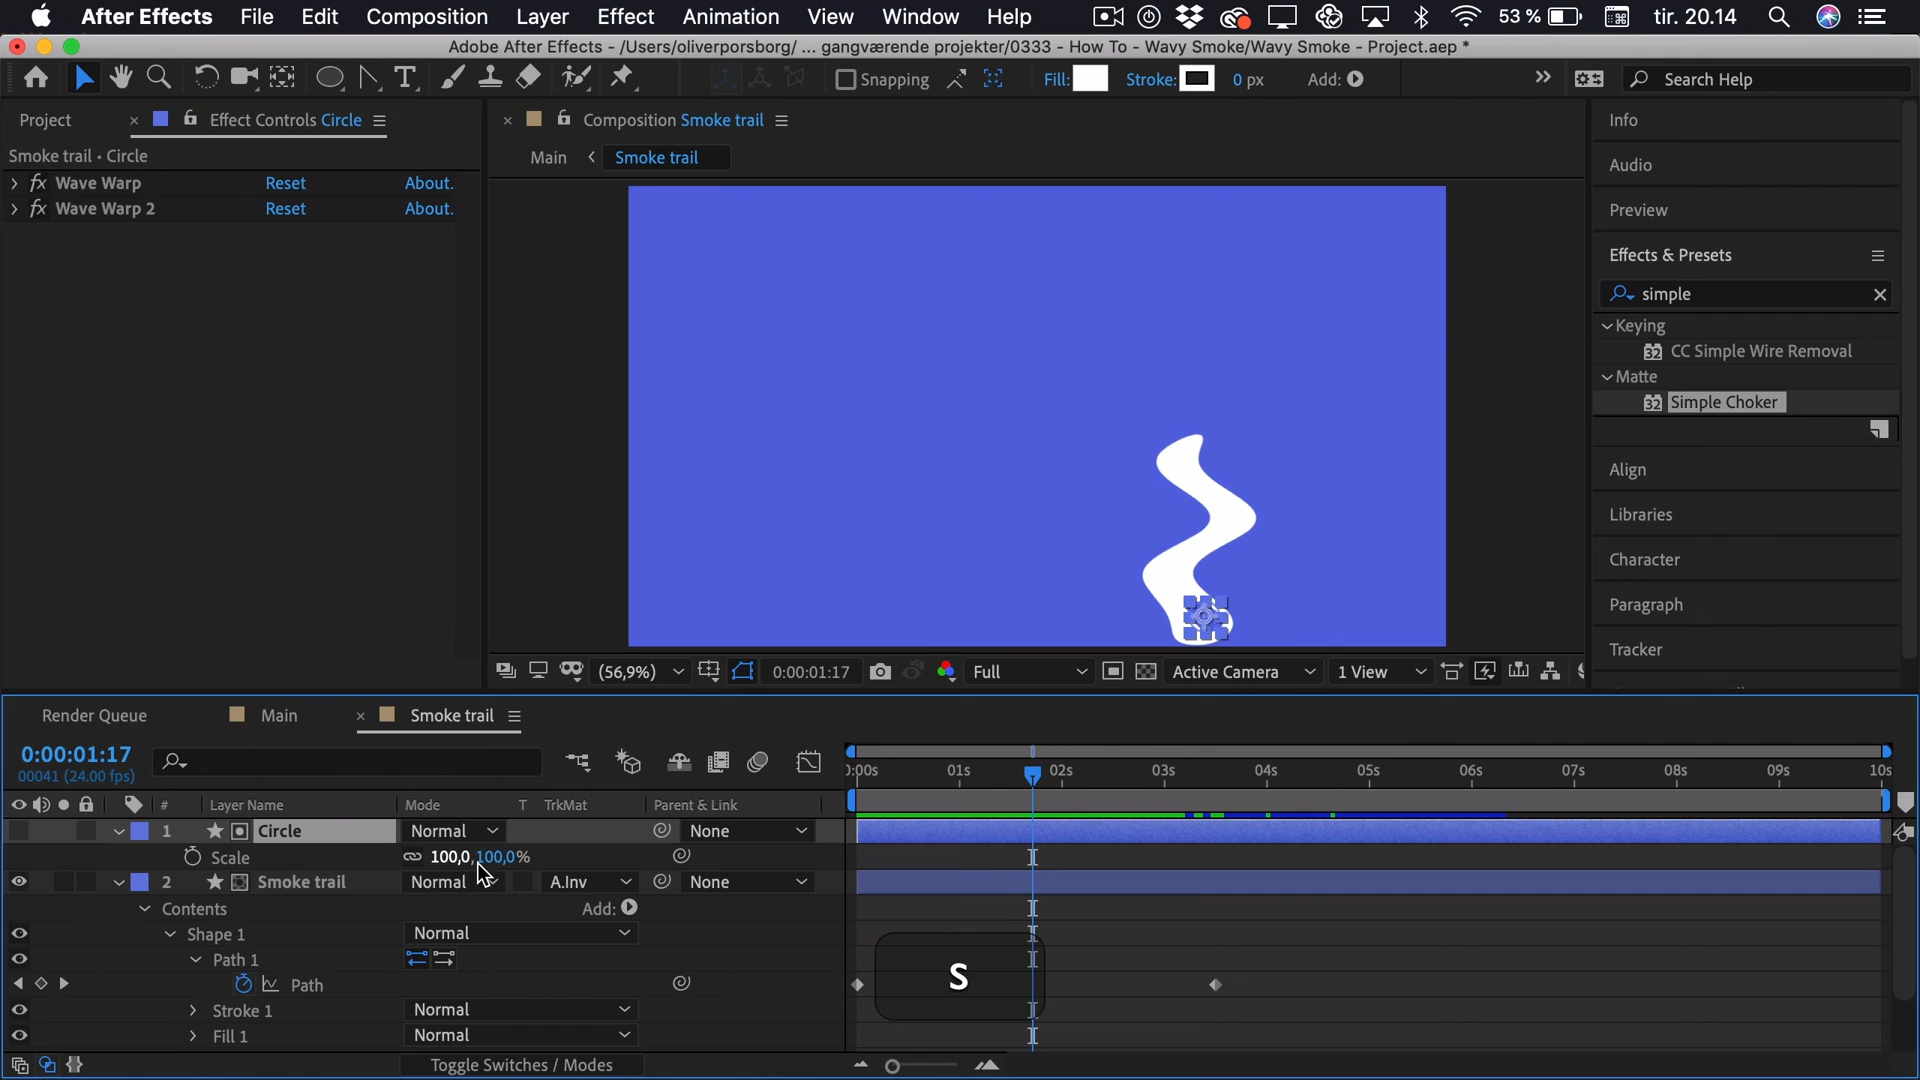 After Effects File Edit Composition Layer Effect Animation View Window Help 53 % tir. 20.14
Adobe After Effects - /Users/oliverporsborg/ ... gangværende projekter/0333 - How To - Wavy Smoke/Wavy Smoke - Project.aep *
Snapping Fill: Stroke: 0 px Add: Search Help
Project Effect Controls Circle Composition Smoke trail Info
Smoke trail • Circle Main Smoke trail Audio
fx Wave Warp Reset About.
fx Wave Warp 2 Reset About. Preview
Effects & Presets
simple
Keying
32 CC Simple Wire Removal
Matte
32 Simple Choker
Align
Libraries
Character
Paragraph
Tracker
(56,9%) 0:00:01:17 Full Active Camera 1 View
Render Queue Main Smoke trail
0:00:01:17
00041 (24.00 fps)
0:00s 01s 02s 03s 04s 05s 06s 07s 08s 09s 10s
# Layer Name Mode T TrkMat Parent & Link
1 Circle Normal None
Scale 100,0,100,0%
2 Smoke trail Normal A.Inv None
Contents Add:
Shape 1 Normal
Path 1
Path
S
Stroke 1 Normal
Fill 1 Normal
Toggle Switches / Modes